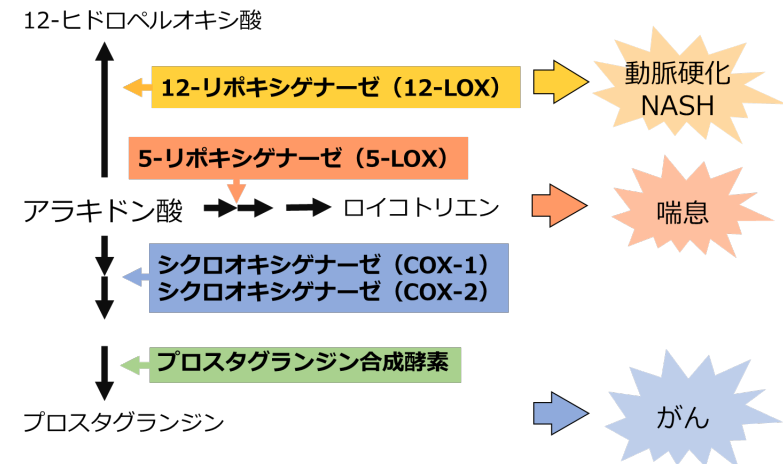 12-ヒドロペルオキシ酸
12-リポキシゲナーゼ（12-LOX）
動脈硬化
NASH
5-リポキシゲナーゼ（5-LOX）
アラキドン酸
ロイコトリエン
喘息
シクロオキシゲナーゼ（COX-1）
シクロオキシゲナーゼ（COX-2）
プロスタグランジン合成酵素
プロスタグランジン
がん